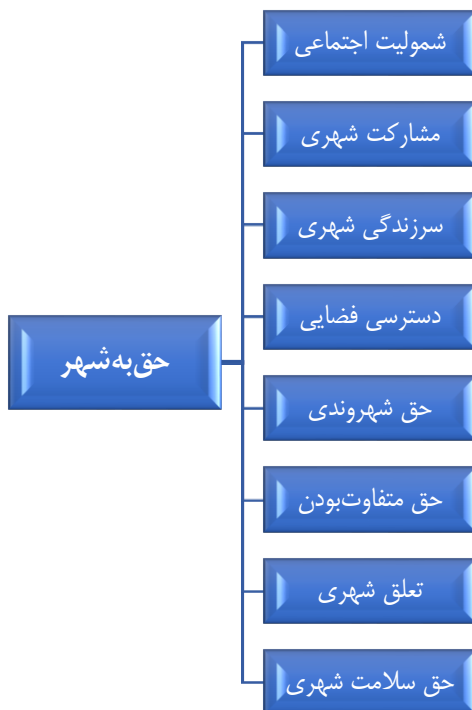 شمولیت اجتماعی
مشارکت شهری
سرزندگی شهری
دسترسی فضایی
حق‌به‌شهر
حق شهروندی
حق متفاوت‌بودن
تعلق شهری
حق سلامت شهری